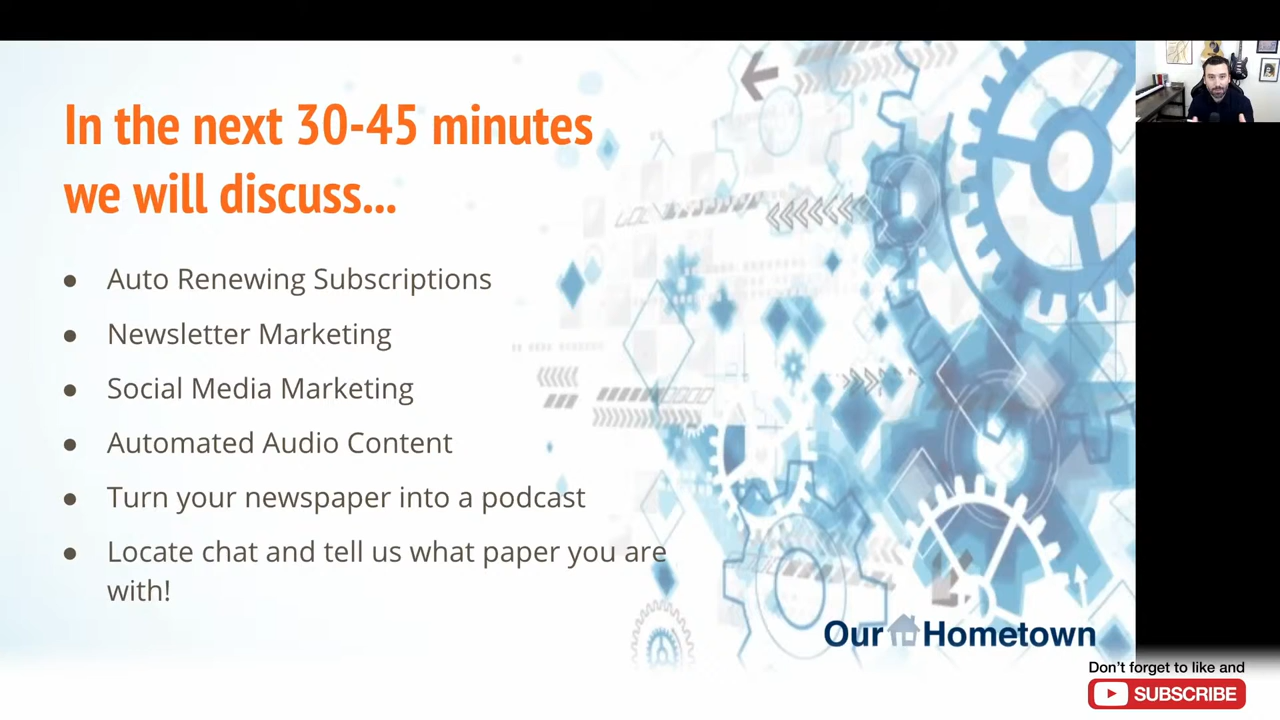 In the next 30-45 minutes
we will discuss...
● Auto Renewing Subscriptions
● Newsletter Marketing
● Social Media Marketing
● Automated Audio Content
● Turn your newspaper into a podcast
● Locate chat and tell us what paper you are
with!
Our Hometown
Don't forget to like and
SUBSCRIBE